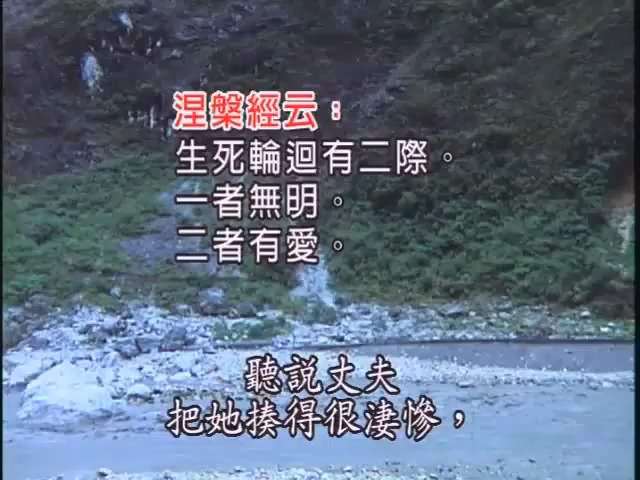 涅槃經云：
生死輪迴有二際。
一者無明。
二者有愛。
聽説丈夫
把她揍得很淒慘，